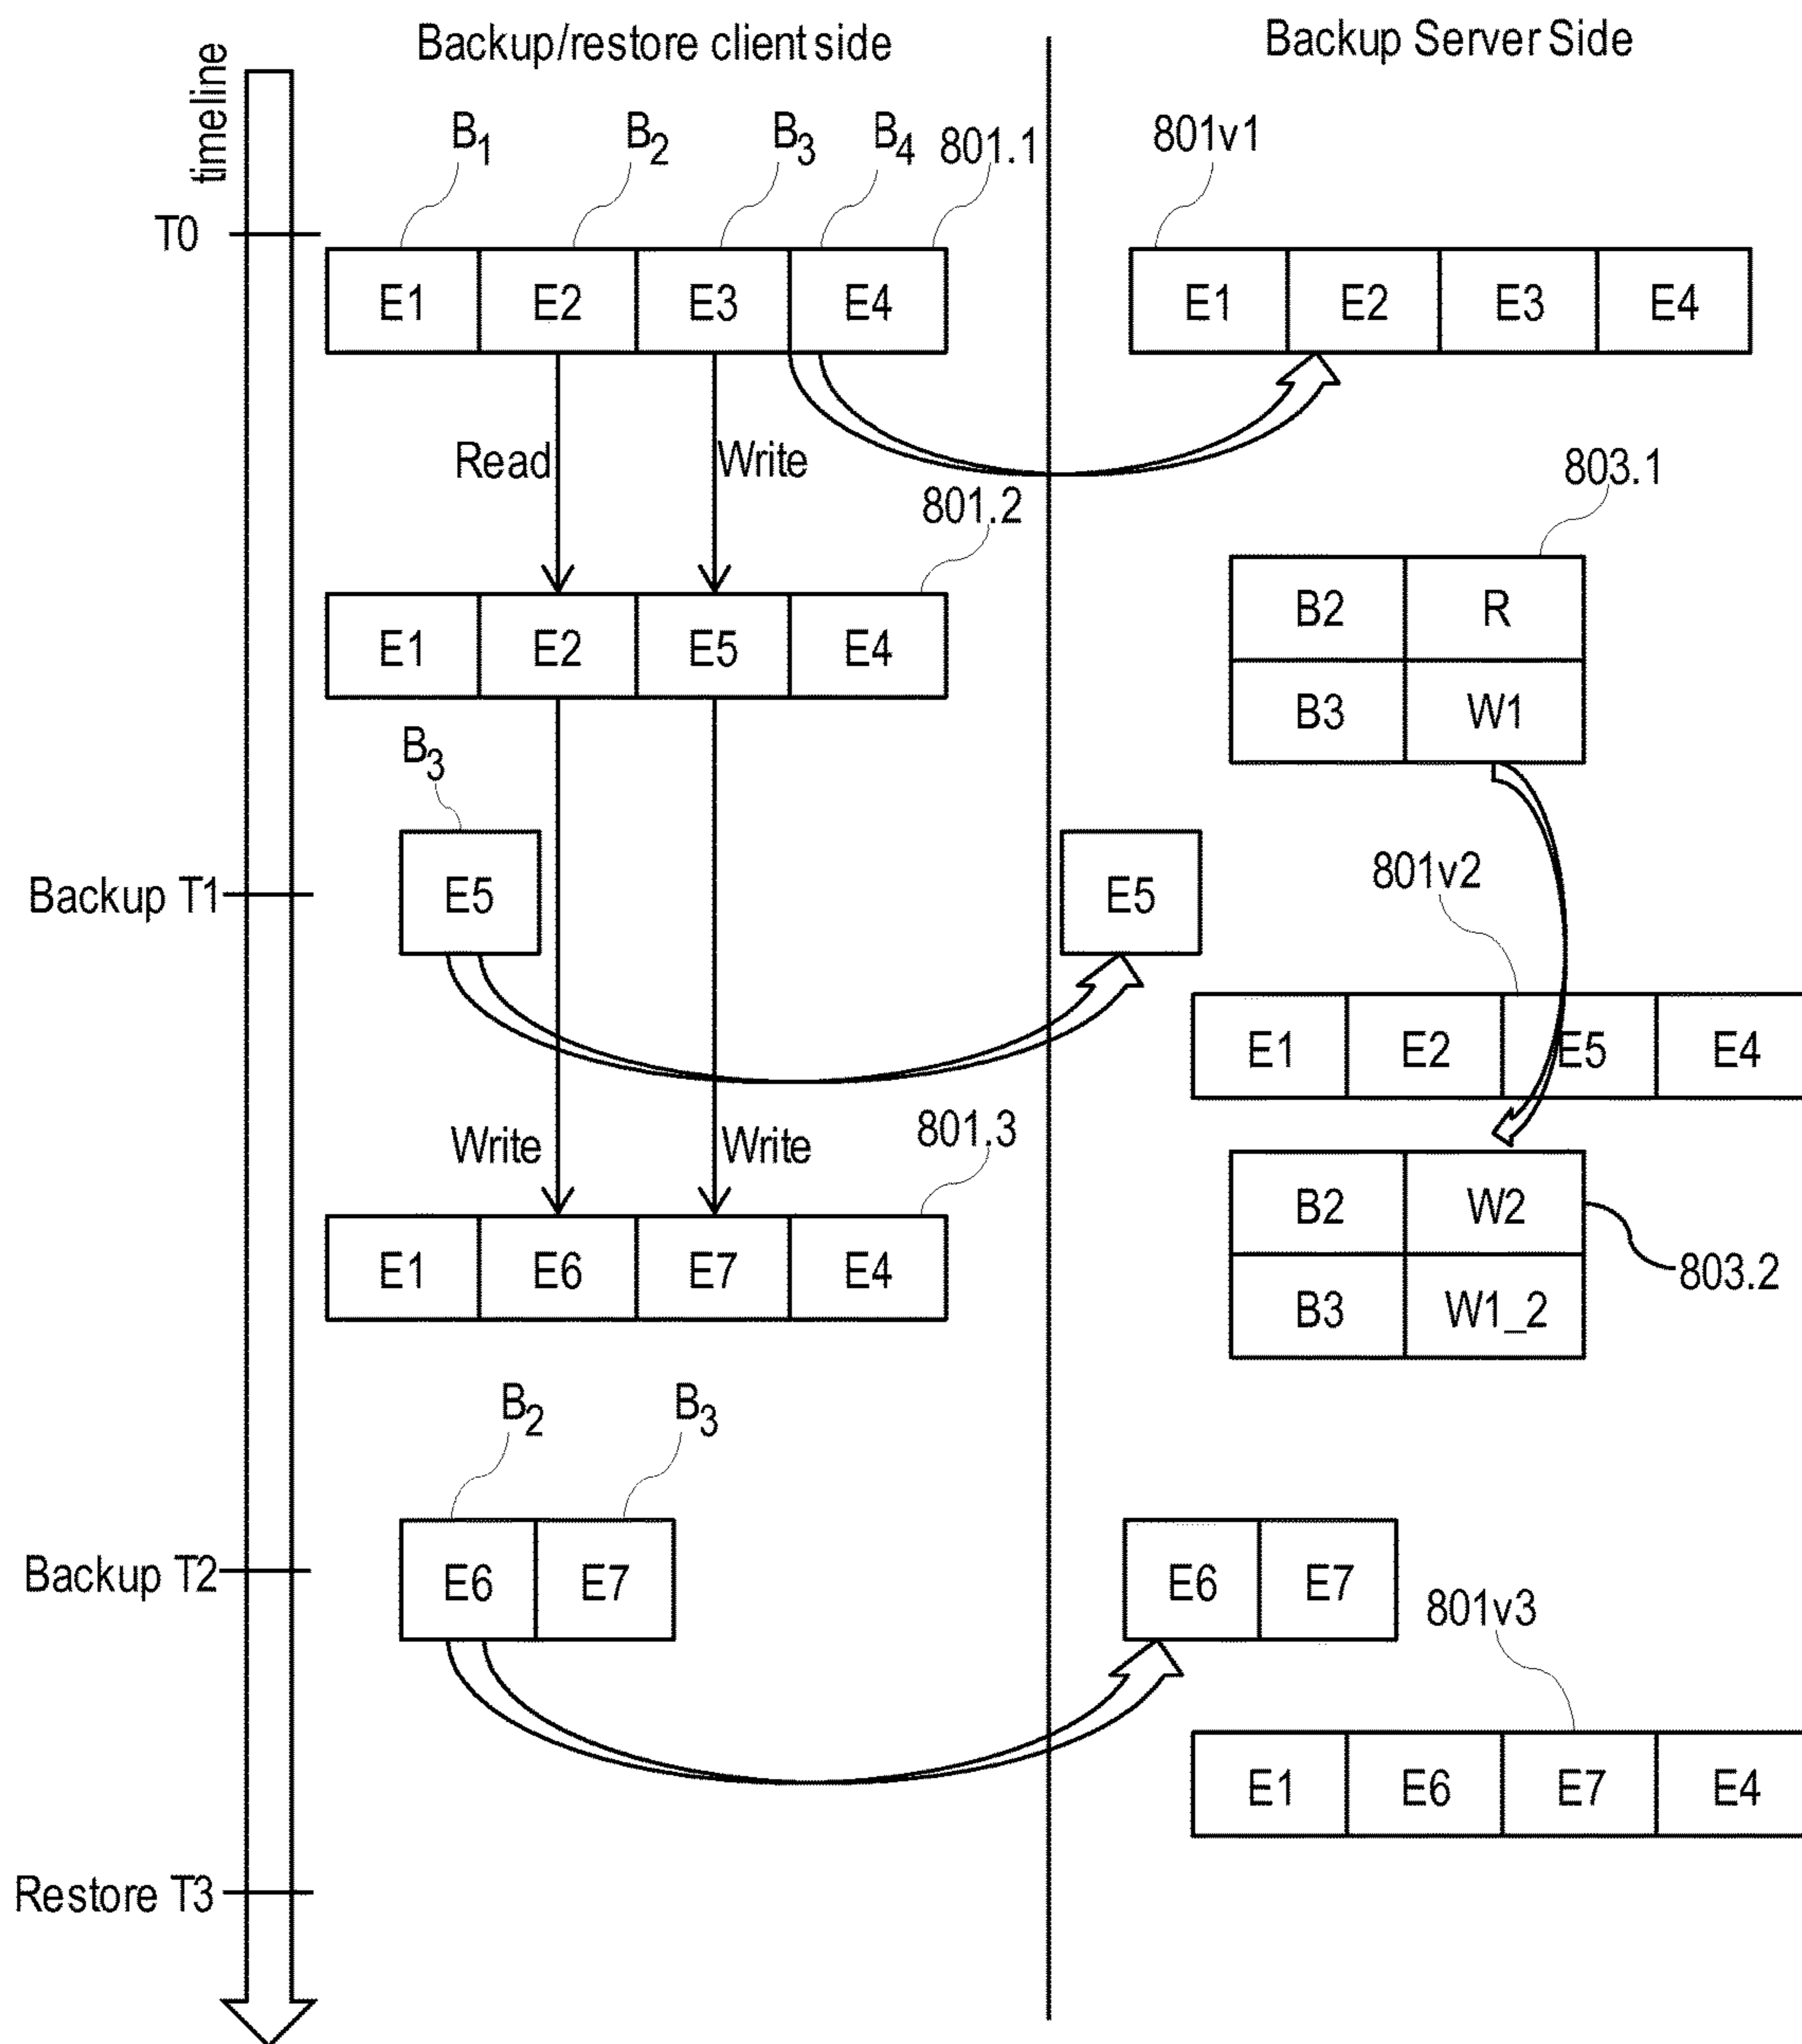 Backup/restore client side
Backup Server Side
timeline
B1 B2 B3 B4 801.1
801v1
T0
E1 E2 E3 E4
E1 E2 E3 E4
Read
Write
803.1
801.2
B2 R
B3 W1
E1 E2 E5 E4
B3
Backup T1
E5
E5
801v2
E1 E2 E5 E4
Write
Write
801.3
B2 W2
B3 W1_2
803.2
E1 E6 E7 E4
B2 B3
Backup T2
E6 E7
E6 E7
801v3
E1 E6 E7 E4
Restore T3